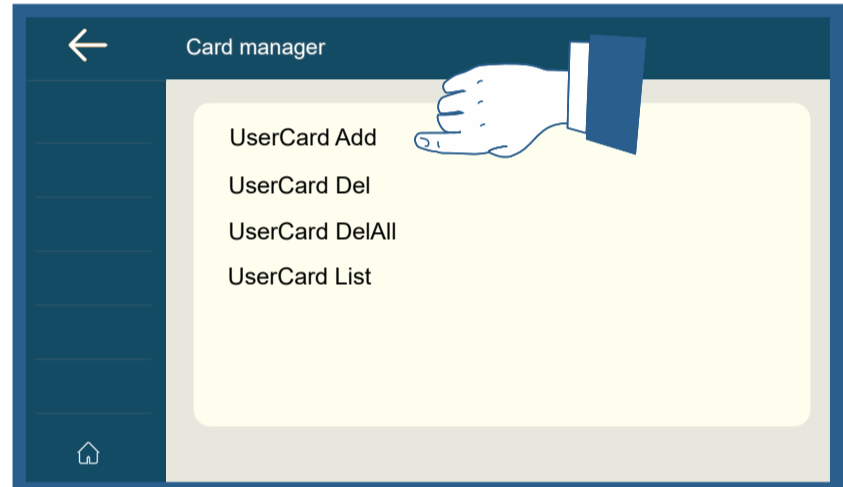 Card manager
UserCard Add
UserCard Del
UserCard DelAll
UserCard List